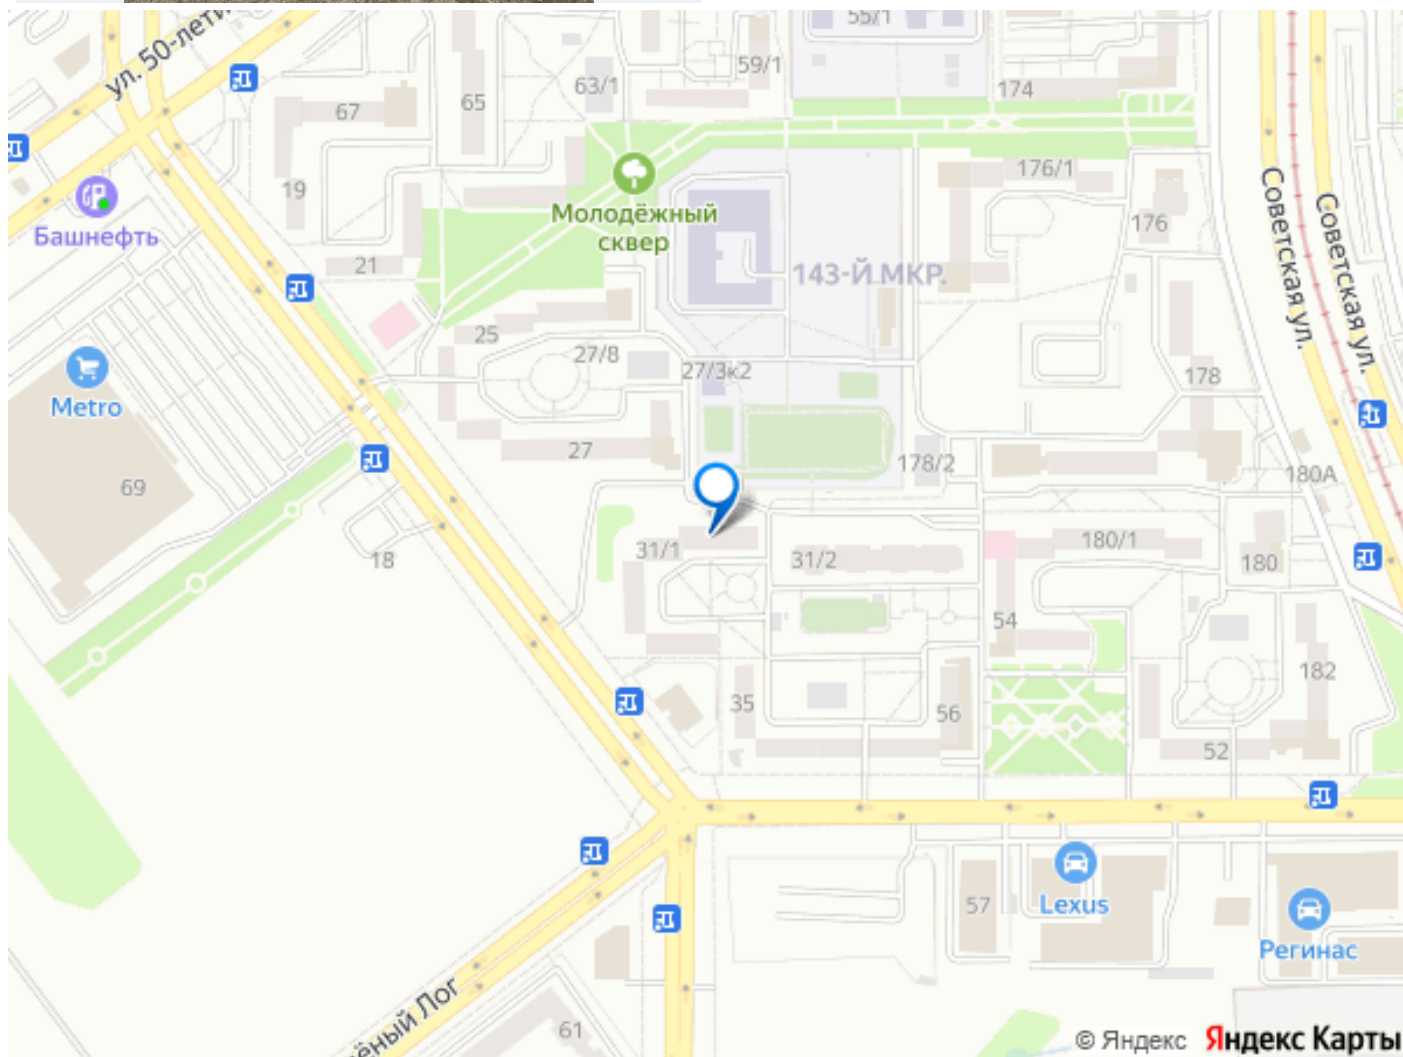 55/1
ул. 50-лети
59/1
63/1
65
174
67
176/1
19
Молодёжный
сквер
176
Советская ул.
Советская ул.
Башнефть
21
143-Й МКР.
25
27/8
27/3к2
178
Metro
27
178/2
180А
69
31/1
180/1
31/2
18
180
54
182
35
56
52
57
Lexus
Регинас
ёный Лог
61
© Яндекс Яндекс Карты